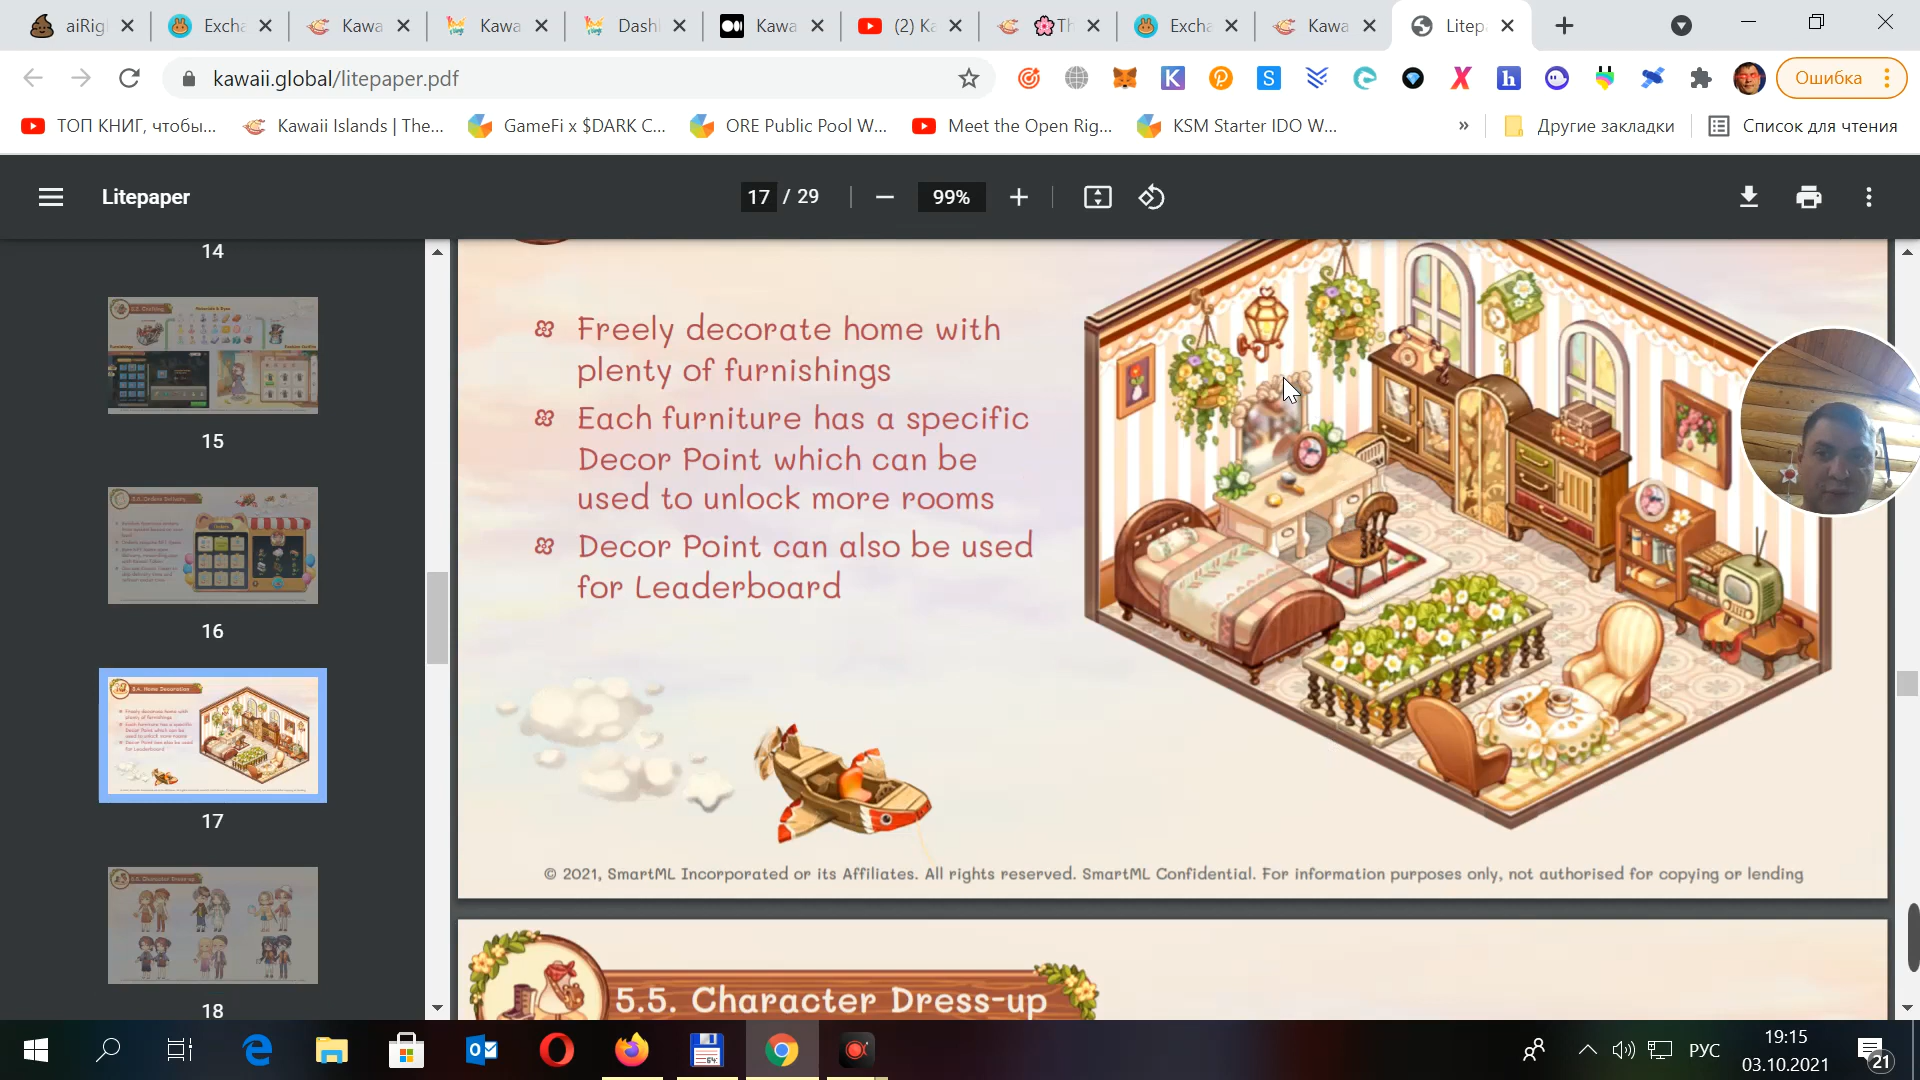 aiRig
Excha
Kawa
Kawa
Dashl
Kawa
(2) Ka
Th
Excha
Kawa
Litep
kawaii.global/litepaper.pdf
Ошибка
ТОП КНИГ, чтобы...
Kawaii Islands | The...
GameFi x $DARK C...
ORE Public Pool W...
Meet the Open Rig...
KSM Starter IDO W...
»
Другие закладки
Список для чтения
Litepaper
17 / 29
99%
14
15
16
17
18
Freely decorate home with
plenty of furnishings
Each furniture has a specific
Decor Point which can be
used to unlock more rooms
Decor Point can also be used
for Leaderboard
© 2021, SmartML Incorporated or its Affiliates. All rights reserved. SmartML Confidential. For information purposes only, not authorised for copying or lending
5.5. Character Dress-up
РУС
19:15
03.10.2021
21